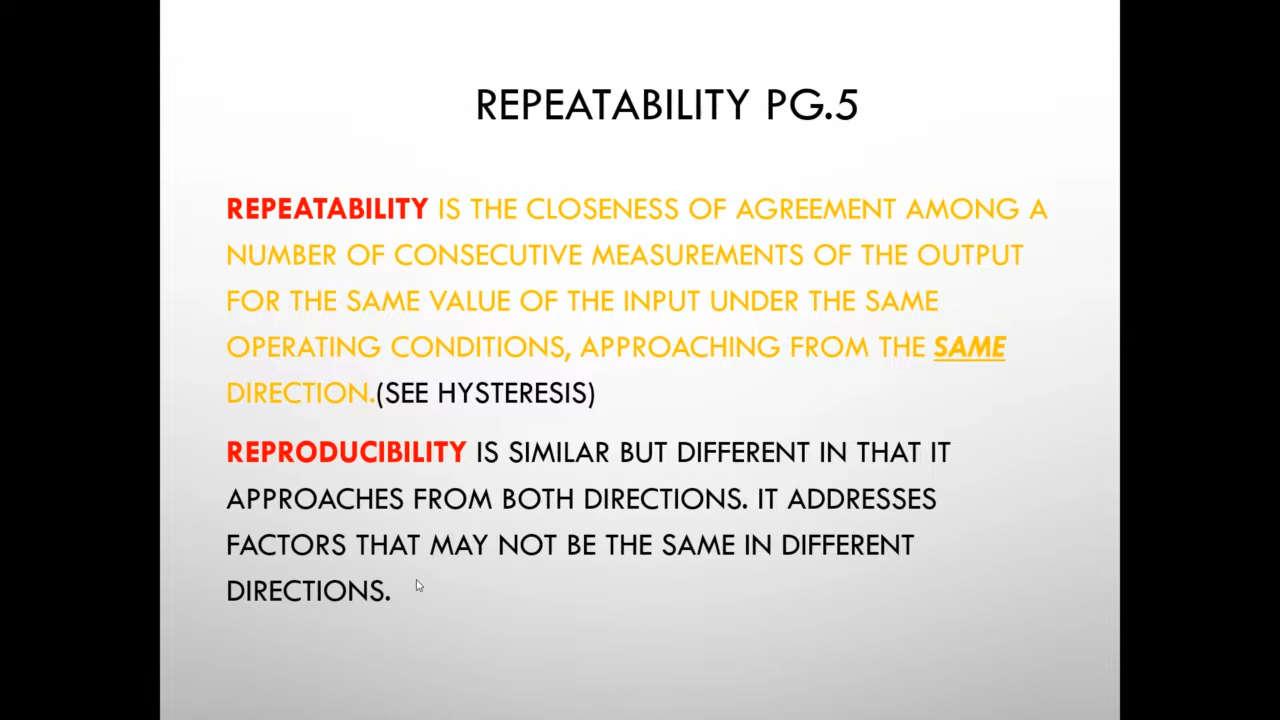 REPEATABILITY PG.5
REPEATABILITY IS THE CLOSENESS OF AGREEMENT AMONG A
NUMBER OF CONSECUTIVE MEASUREMENTS OF THE OUTPUT
FOR THE SAME VALUE OF THE INPUT UNDER THE SAME
OPERATING CONDITIONS, APPROACHING FROM THE SAME
DIRECTION.(SEE HYSTERESIS)
REPRODUCIBILITY IS SIMILAR BUT DIFFERENT IN THAT IT
APPROACHES FROM BOTH DIRECTIONS. IT ADDRESSES
FACTORS THAT MAY NOT BE THE SAME IN DIFFERENT
DIRECTIONS.